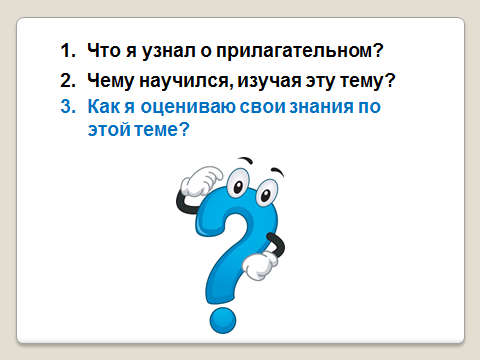 1. Что я узнал о прилагательном?
2. Чему научился, изучая эту тему?
3. Как я оцениваю свои знания по
этой теме?